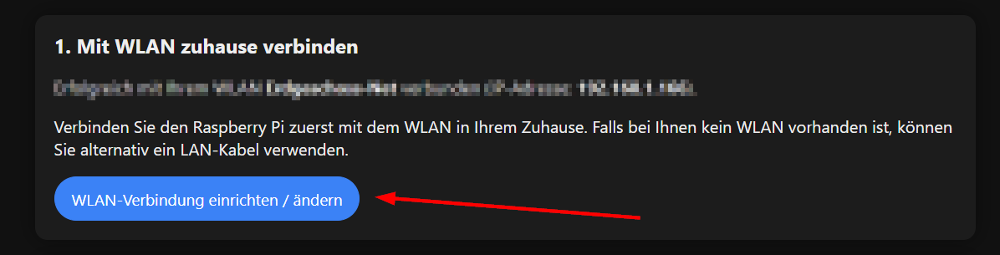 1. Mit WLAN zuhause verbinden
Verbinden Sie den Raspberry Pi zuerst mit dem WLAN in Ihrem Zuhause. Falls bei Ihnen kein WLAN vorhanden ist, können
Sie alternativ ein LAN-Kabel verwenden.
WLAN-Verbindung einrichten / ändern